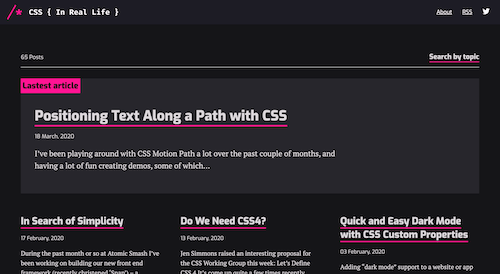 /* CSS { In Real Life }
About RSS
65 Posts
Search by topic
Lastest article
Positioning Text Along a Path with CSS
18 March, 2020
I've been playing around with CSS Motion Path a lot over the past couple of months, and
having a lot of fun creating demos, some of which...
In Search of Simplicity
17 February, 2020
During the past month or so at Atomic Smash I've
been working on building our new front end
framework (recently christened 'Snap') – a
Do We Need CSS4?
13 February, 2020
Jen Simmons raised an interesting proposal for
the CSS Working Group this week: Let's Define
CSS 4 It's come up quite a few times recently
Quick and Easy Dark Mode
with CSS Custom Properties
03 February, 2020
Adding "dark mode" support to a website or app